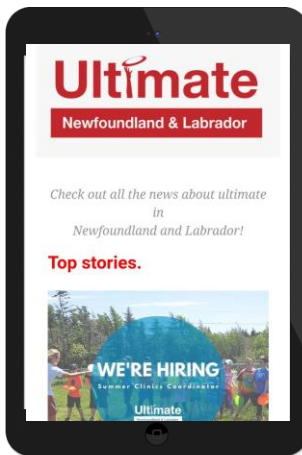 Ultimate
Newfoundland & Labrador
Check out all the news about ultimate
in
Newfoundland and Labrador!
Top stories.
WE'RE HIRING
Summer Clinics Coordinator
Ultimate